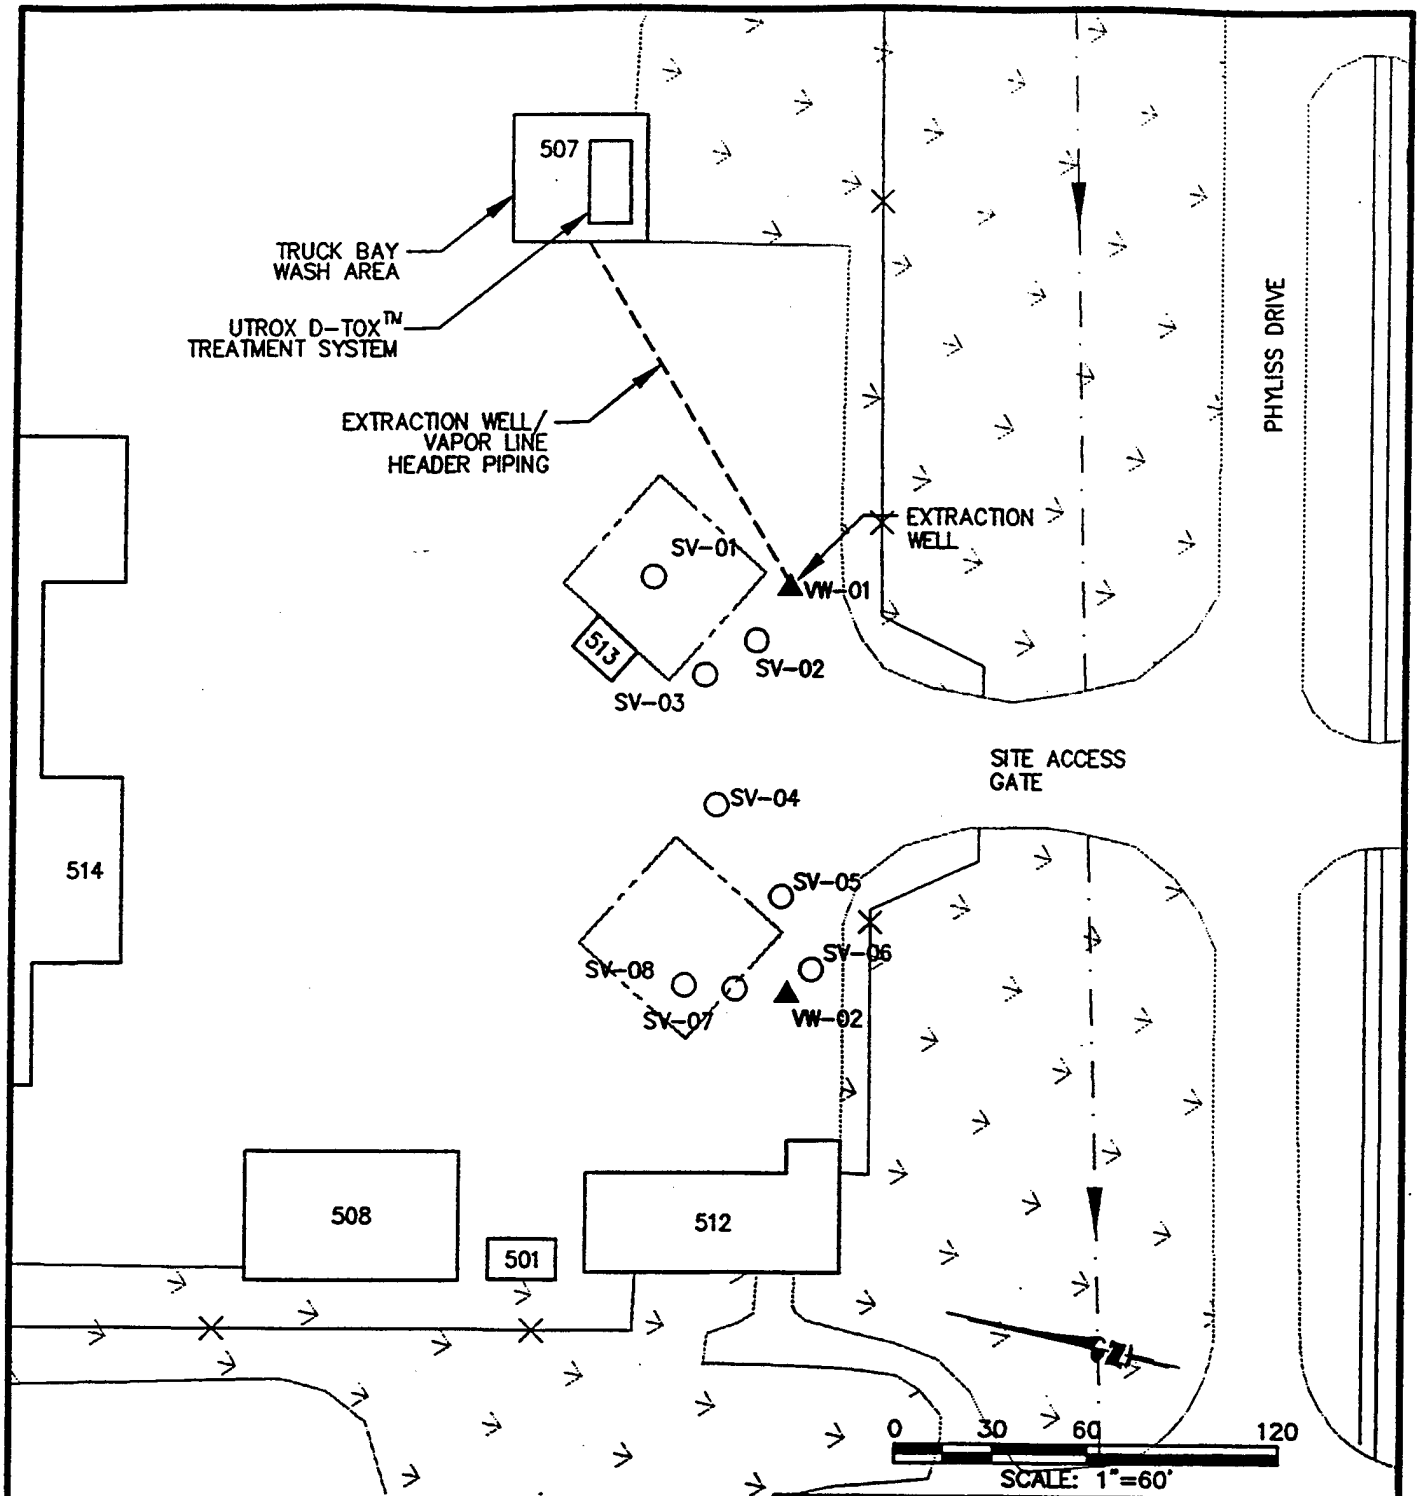 507
TRUCK BAY
WASH AREA
UTROX D-TOX™
TREATMENT SYSTEM
PHYLISS DRIVE
EXTRACTION WELL/
VAPOR LINE
HEADER PIPING
EXTRACTION
WELL
SV-01
VW-01
513
SV-02
SV-03
SITE ACCESS
GATE
SV-04
514
SV-05
SV-06
SV-08
SV-07
VW-02
508
512
501
N
0 30 60 120
SCALE: 1"=60'